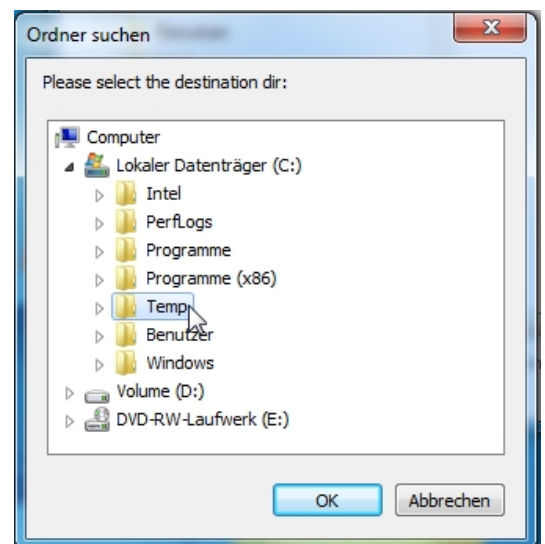 Ordner suchen
Please select the destination dir:
Computer
Lokaler Datenträger (C:)
Intel
PerfLogs
Programme
Programme (x86)
Temp
Benutzer
Windows
Volume (D:)
DVD-RW-Laufwerk (E:)
OK Abbrechen